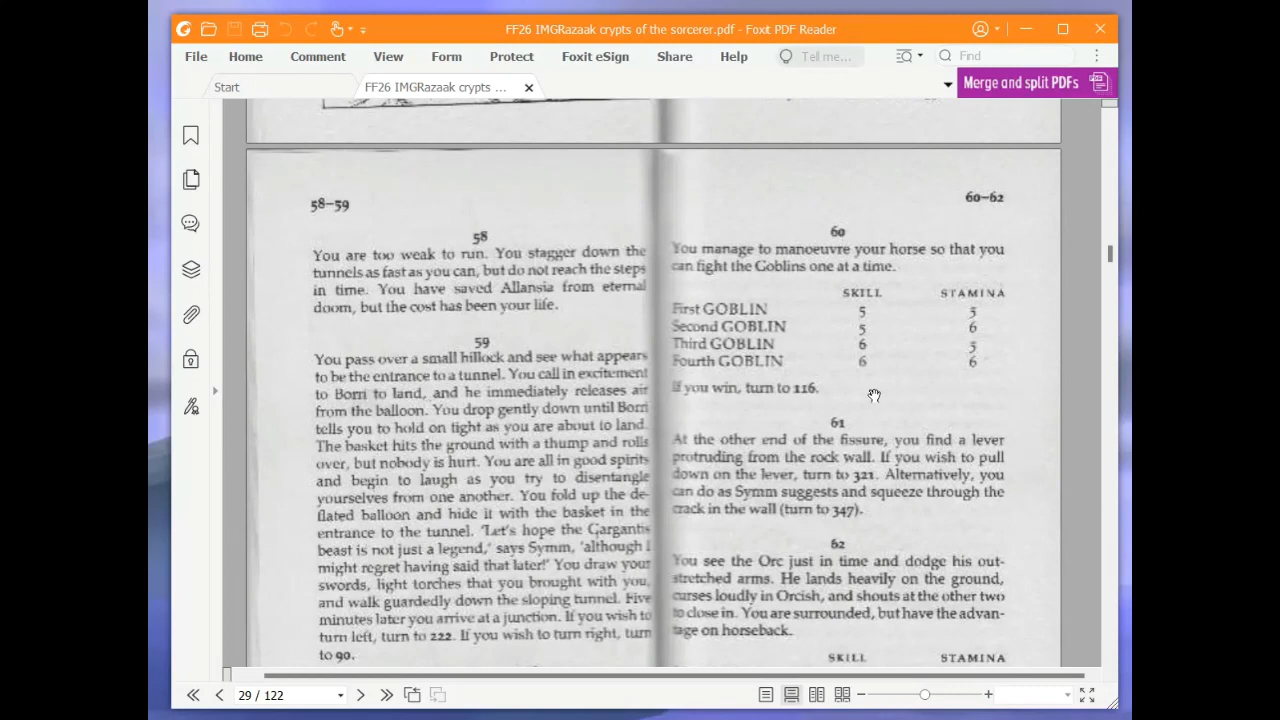 FF26 IMGRazaak crypts of the sorcerer.pdf - Foxit PDF Reader
File Home Comment View Form Protect Foxit eSign Share Help Tell me... Find
Start FF26 IMGRazaak crypts ... Merge and split PDFs
58–59
58
You are too weak to run. You stagger down the
tunnels as fast as you can, but do not reach the steps
in time. You have saved Allansia from eternal
doom, but the cost has been your life.
59
You pass over a small hillock and see what appears
to be the entrance to a tunnel. You call in excitement
to Borri to land, and he immediately releases air
from the balloon. You drop gently down until Borri
tells you to hold on tight as you are about to land.
The basket hits the ground with a thump and rolls
over, but nobody is hurt. You are all in good spirits
and begin to laugh as you try to disentangle
yourselves from one another. You fold up the de-
flated balloon and hide it with the basket in the
entrance to the tunnel. 'Let's hope the Gargantis
beast is not just a legend,' says Symm, 'although I
might regret having said that later!' You draw your
swords, light torches that you brought with you,
and walk guardedly down the sloping tunnel. Five
minutes later you arrive at a junction. If you wish to
turn left, turn to 222. If you wish to turn right, turn
to 90.
60–62
60
You manage to manoeuvre your horse so that you
can fight the Goblins one at a time.
SKILL STAMINA
First GOBLIN 5 5
Second GOBLIN 5 6
Third GOBLIN 6 5
Fourth GOBLIN 6 6
If you win, turn to 116.
61
At the other end of the fissure, you find a lever
protruding from the rock wall. If you wish to pull
down on the lever, turn to 321. Alternatively, you
can do as Symm suggests and squeeze through the
crack in the wall (turn to 347).
62
You see the Orc just in time and dodge his out-
stretched arms. He lands heavily on the ground,
curses loudly in Orcish, and shouts at the other two
to close in. You are surrounded, but have the advan-
tage on horseback.
SKILL STAMINA
29 / 122